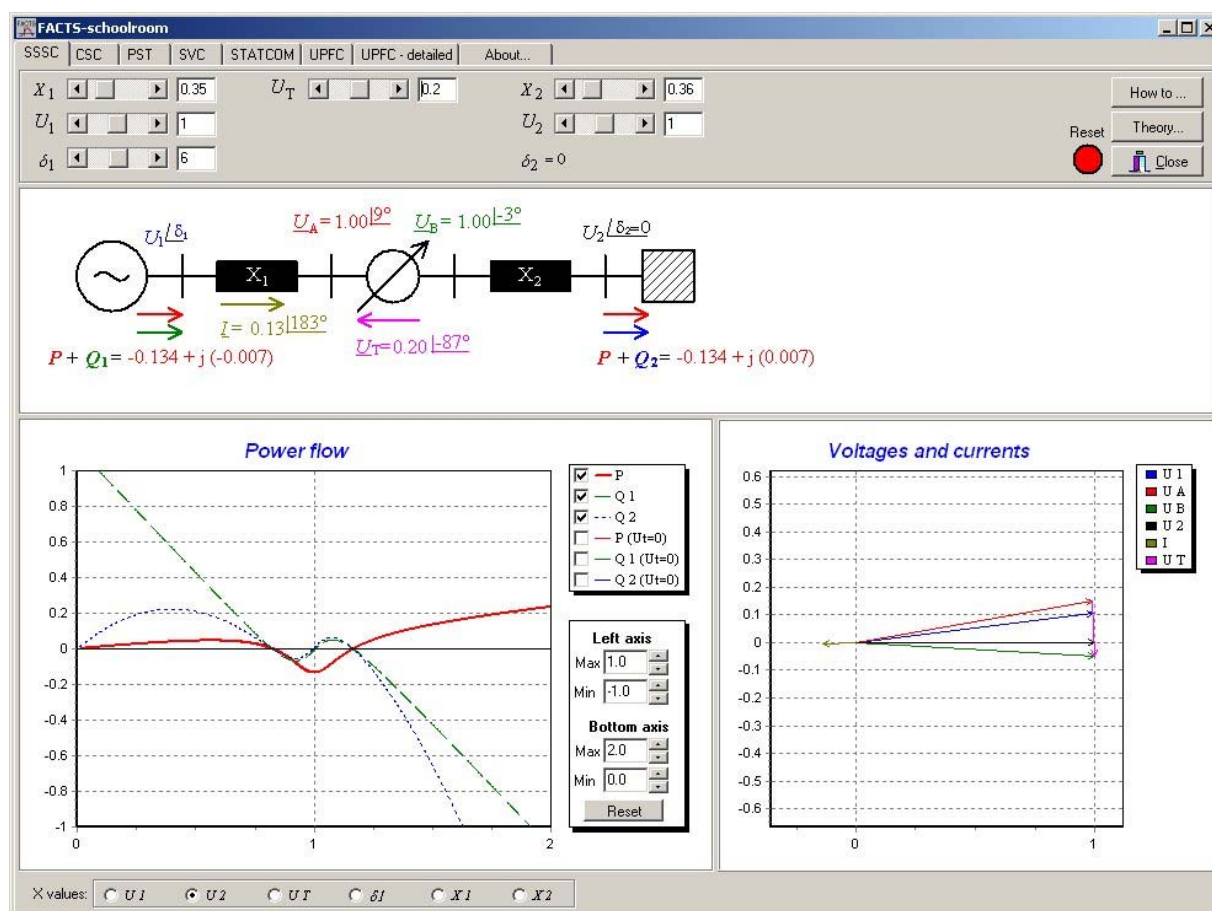 FACTS-schoolroom
SSSC CSC PST SVC STATCOM UPFC UPFC - detailed About...
X1 0.35 UT 0.2 X2 0.36 How to ...
U1 1 U2 1 Reset Theory...
δ1 6 δ2 = 0 Close
U1/δ1 UA= 1.00|9° UB= 1.00|-3° U2/δ2=0
X1 X2
I= 0.13|183° UT=0.20|-87°
P + Q1= -0.134 + j (-0.007) P + Q2= -0.134 + j (0.007)
Power flow
1
0.8
0.6
0.4
0.2
0
-0.2
-0.4
-0.6
-0.8
-1
0 1 2
P
Q 1
Q 2
P (Ut=0)
Q 1 (Ut=0)
Q 2 (Ut=0)
Left axis
Max 1.0
Min -1.0
Bottom axis
Max 2.0
Min 0.0
Reset
Voltages and currents
0.6
0.5
0.4
0.3
0.2
0.1
0
-0.1
-0.2
-0.3
-0.4
-0.5
-0.6
0 1
U 1
U A
U B
U 2
I
U T
X values: U1 U2 UT δ1 X1 X2